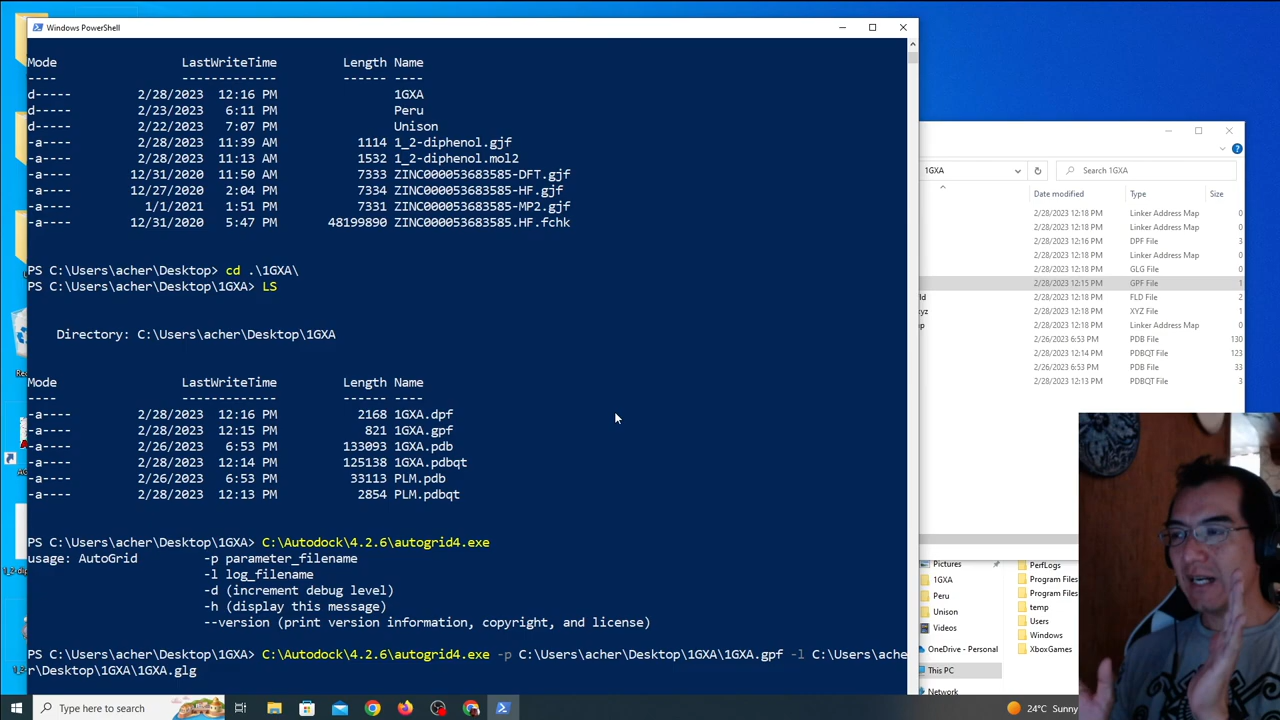 Windows PowerShell
Mode LastWriteTime Length Name
---- ------------- ------ ----
d----- 2/28/2023 12:16 PM 1GXA
d----- 2/23/2023 6:11 PM Peru
d----- 2/22/2023 7:07 PM Unison
-a---- 2/28/2023 11:39 AM 1114 1_2-diphenol.gjf
-a---- 2/28/2023 11:13 AM 1532 1_2-diphenol.mol2
-a---- 12/31/2020 11:50 AM 7333 ZINC000053683585-DFT.gjf
-a---- 12/27/2020 2:04 PM 7334 ZINC000053683585-HF.gjf
-a---- 1/1/2021 1:51 PM 7331 ZINC000053683585-MP2.gjf
-a---- 12/31/2020 5:47 PM 48199890 ZINC000053683585.HF.fchk
PS C:\Users\acher\Desktop> cd .\1GXA\
PS C:\Users\acher\Desktop\1GXA> LS
Directory: C:\Users\acher\Desktop\1GXA
Mode LastWriteTime Length Name
---- ------------- ------ ----
-a---- 2/28/2023 12:16 PM 2168 1GXA.dpf
-a---- 2/28/2023 12:15 PM 821 1GXA.gpf
-a---- 2/26/2023 6:53 PM 133093 1GXA.pdb
-a---- 2/28/2023 12:14 PM 125138 1GXA.pdbqt
-a---- 2/26/2023 6:53 PM 33113 PLM.pdb
-a---- 2/28/2023 12:13 PM 2854 PLM.pdbqt
PS C:\Users\acher\Desktop\1GXA> C:\Autodock\4.2.6\autogrid4.exe
usage: AutoGrid -p parameter_filename
-l log_filename
-d (increment debug level)
-h (display this message)
--version (print version information, copyright, and license)
PS C:\Users\acher\Desktop\1GXA> C:\Autodock\4.2.6\autogrid4.exe -p C:\Users\acher\Desktop\1GXA\1GXA.gpf -l C:\Users\ache
r\Desktop\1GXA\1GXA.glg
1GXA Search 1GXA
Date modified Type Size
2/28/2023 12:18 PM Linker Address Map 0
2/28/2023 12:18 PM Linker Address Map 0
2/28/2023 12:16 PM DPF File 3
2/28/2023 12:18 PM Linker Address Map 0
2/28/2023 12:18 PM GLG File 0
2/28/2023 12:15 PM GPF File 1
ld 2/28/2023 12:18 PM FLD File 2
xyz 2/28/2023 12:18 PM XYZ File 1
2/28/2023 12:18 PM Linker Address Map 0
2/26/2023 6:53 PM PDB File 130
2/28/2023 12:14 PM PDBQT File 123
2/26/2023 6:53 PM PDB File 33
2/28/2023 12:13 PM PDBQT File 3
Pictures
1GXA
Peru
Unison
Videos
OneDrive - Personal
This PC
Network
PerfLogs
Program Files
Program Files
temp
Users
Windows
XboxGames
Type here to search
24°C Sunny